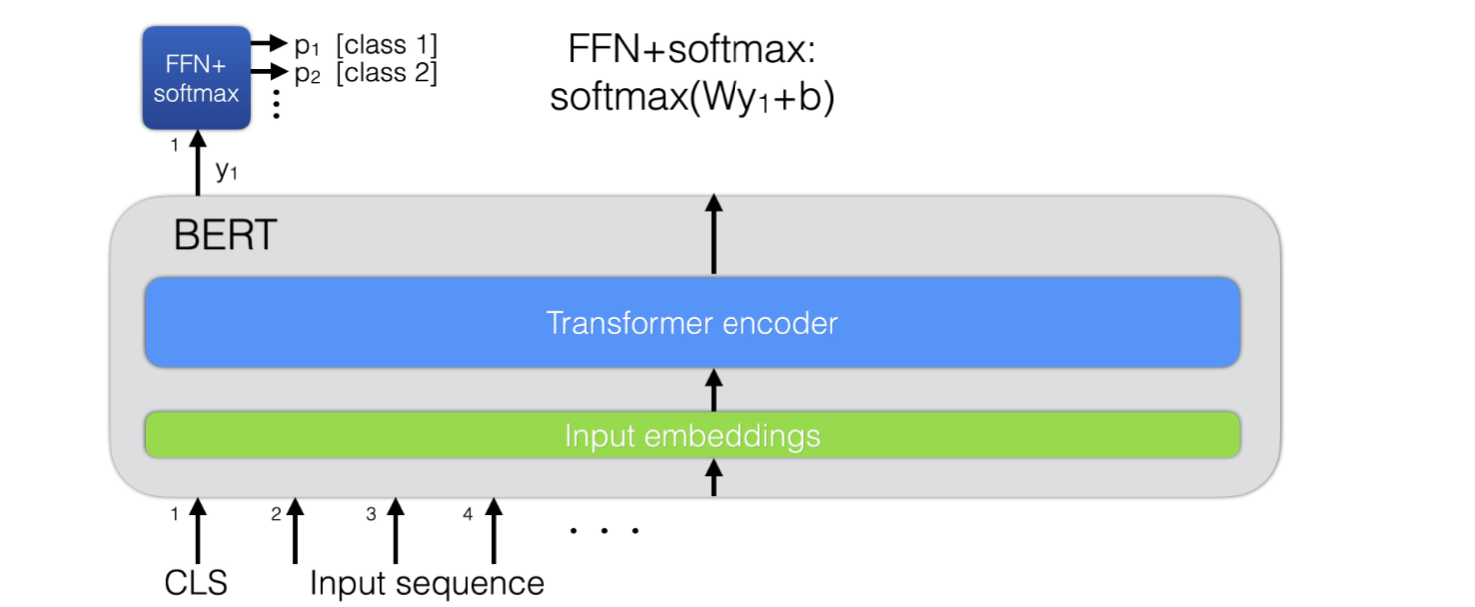 FFN+
softmax
p₁ [class 1]
p₂ [class 2]
FFN+softmax:
softmax(Wy₁+b)
1
y₁
BERT
Transformer encoder
Input embeddings
1 2 3 4 . . .
CLS Input sequence